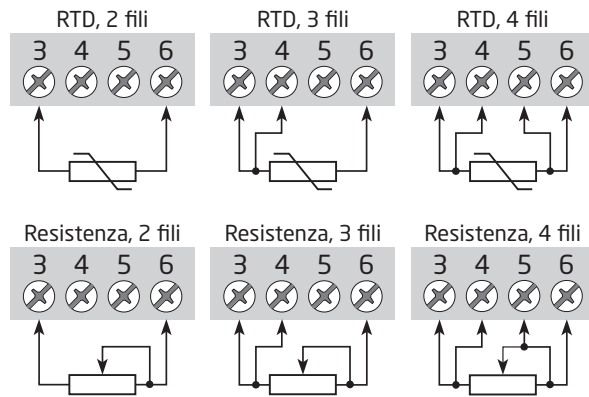 RTD, 2 fili RTD, 3 fili RTD, 4 fili
3 4 5 6 3 4 5 6 3 4 5 6
Resistenza, 2 fili Resistenza, 3 fili Resistenza, 4 fili
3 4 5 6 3 4 5 6 3 4 5 6